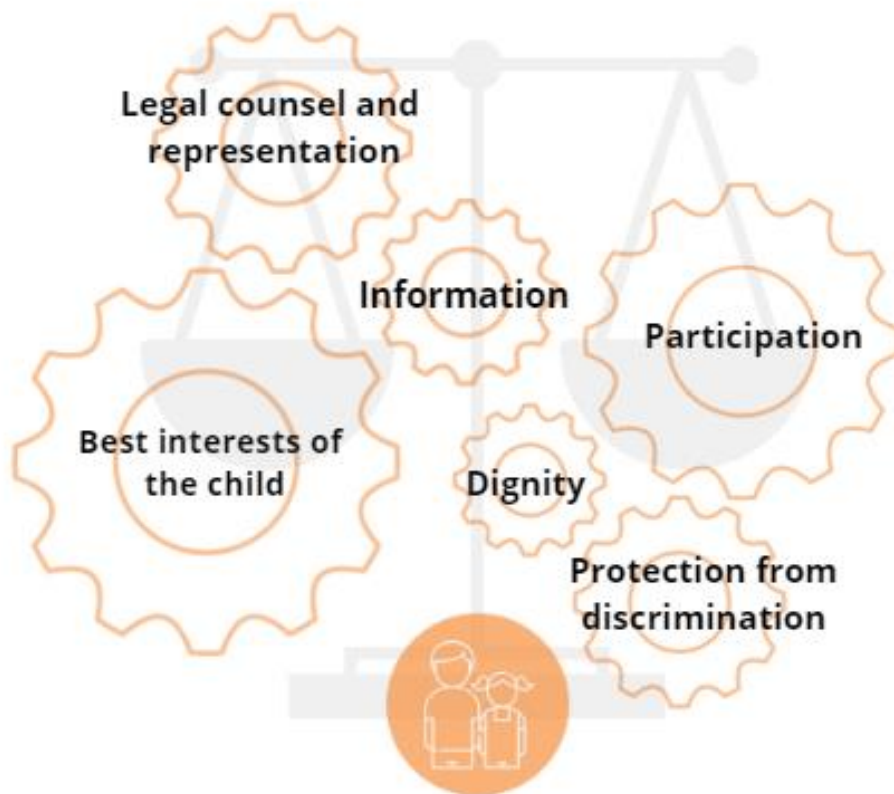 Legal counsel and
representation
Information
Participation
Best interests of
the child
Dignity
Protection from
discrimination